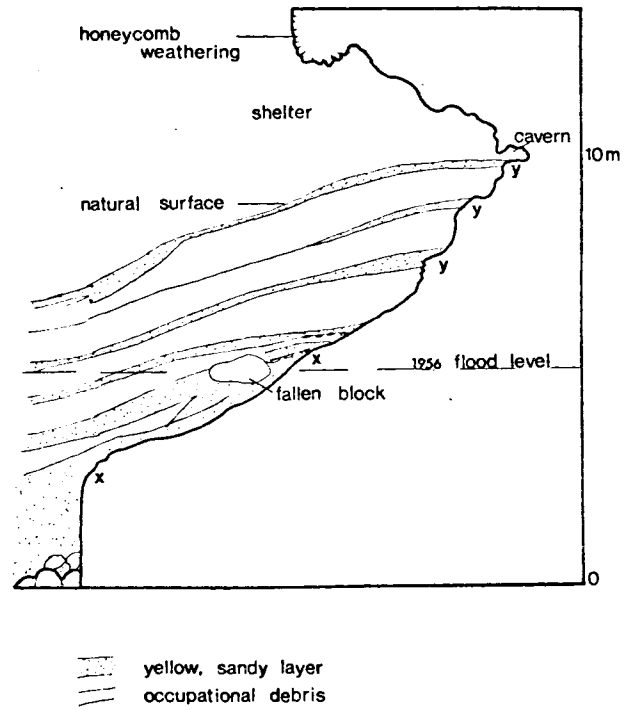 honeycomb
weathering
shelter
cavern
10m
y
natural surface
y
y
x
1956 flood level
fallen block
x
0
yellow, sandy layer
occupational debris